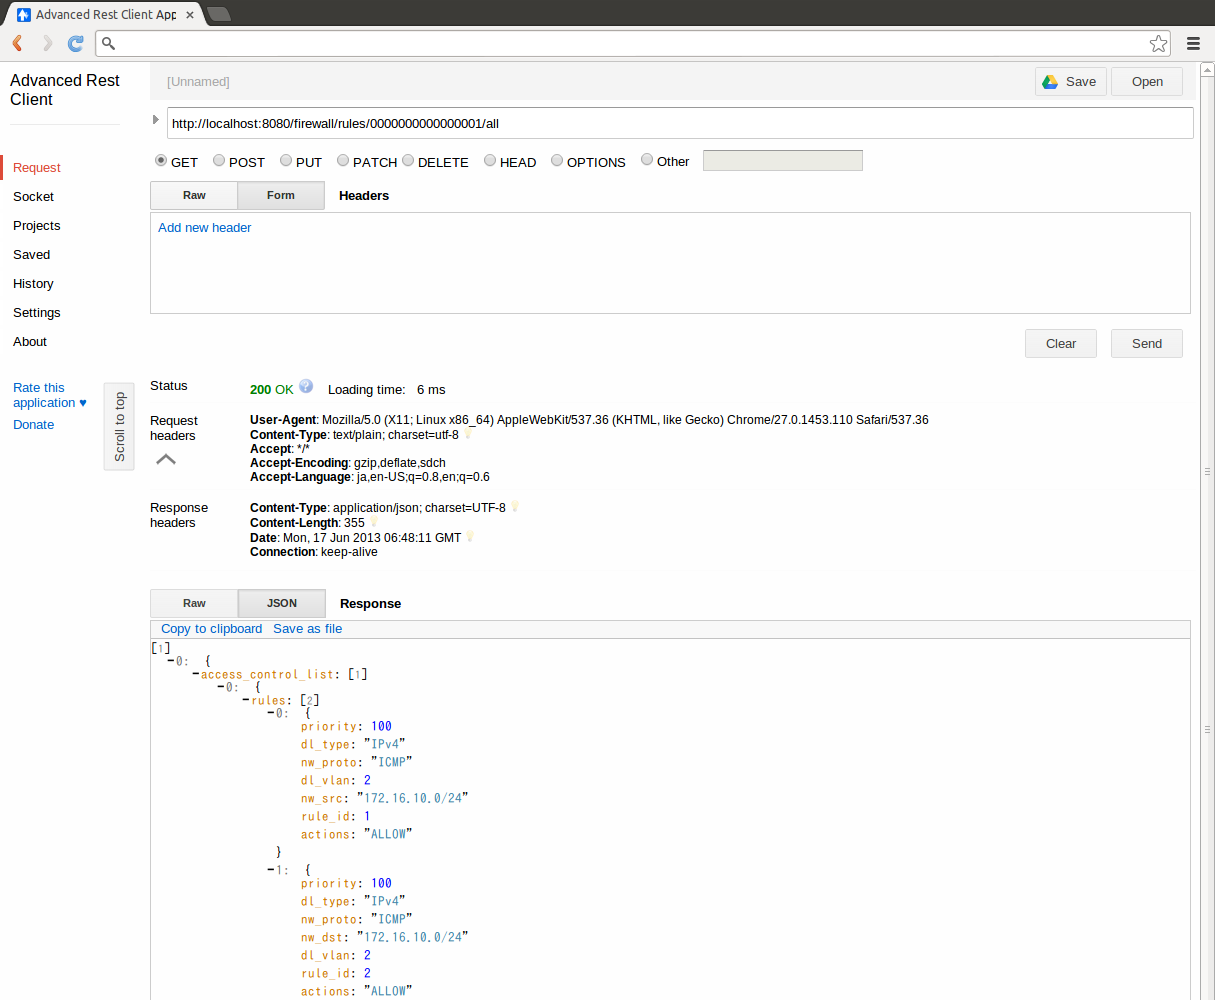 Advanced Rest Client App
Advanced Rest
Client
[Unnamed]
Save
Open
http://localhost:8080/firewall/rules/0000000000000001/all
GET POST PUT PATCH DELETE HEAD OPTIONS Other
Raw Form Headers
Add new header
Clear Send
Request
Socket
Projects
Saved
History
Settings
About
Rate this
application ♥
Donate
Scroll to top
Status 200 OK ? Loading time: 6 ms
Request
headers
User-Agent: Mozilla/5.0 (X11; Linux x86_64) AppleWebKit/537.36 (KHTML, like Gecko) Chrome/27.0.1453.110 Safari/537.36
Content-Type: text/plain; charset=utf-8
Accept: */*
Accept-Encoding: gzip,deflate,sdch
Accept-Language: ja,en-US;q=0.8,en;q=0.6
Response
headers
Content-Type: application/json; charset=UTF-8
Content-Length: 355
Date: Mon, 17 Jun 2013 06:48:11 GMT
Connection: keep-alive
Raw JSON Response
Copy to clipboard Save as file
[1]
-0: {
-access_control_list: [1]
-0: {
-rules: [2]
-0: {
priority: 100
dl_type: "IPv4"
nw_proto: "ICMP"
dl_vlan: 2
nw_src: "172.16.10.0/24"
rule_id: 1
actions: "ALLOW"
}
-1: {
priority: 100
dl_type: "IPv4"
nw_proto: "ICMP"
nw_dst: "172.16.10.0/24"
dl_vlan: 2
rule_id: 2
actions: "ALLOW"